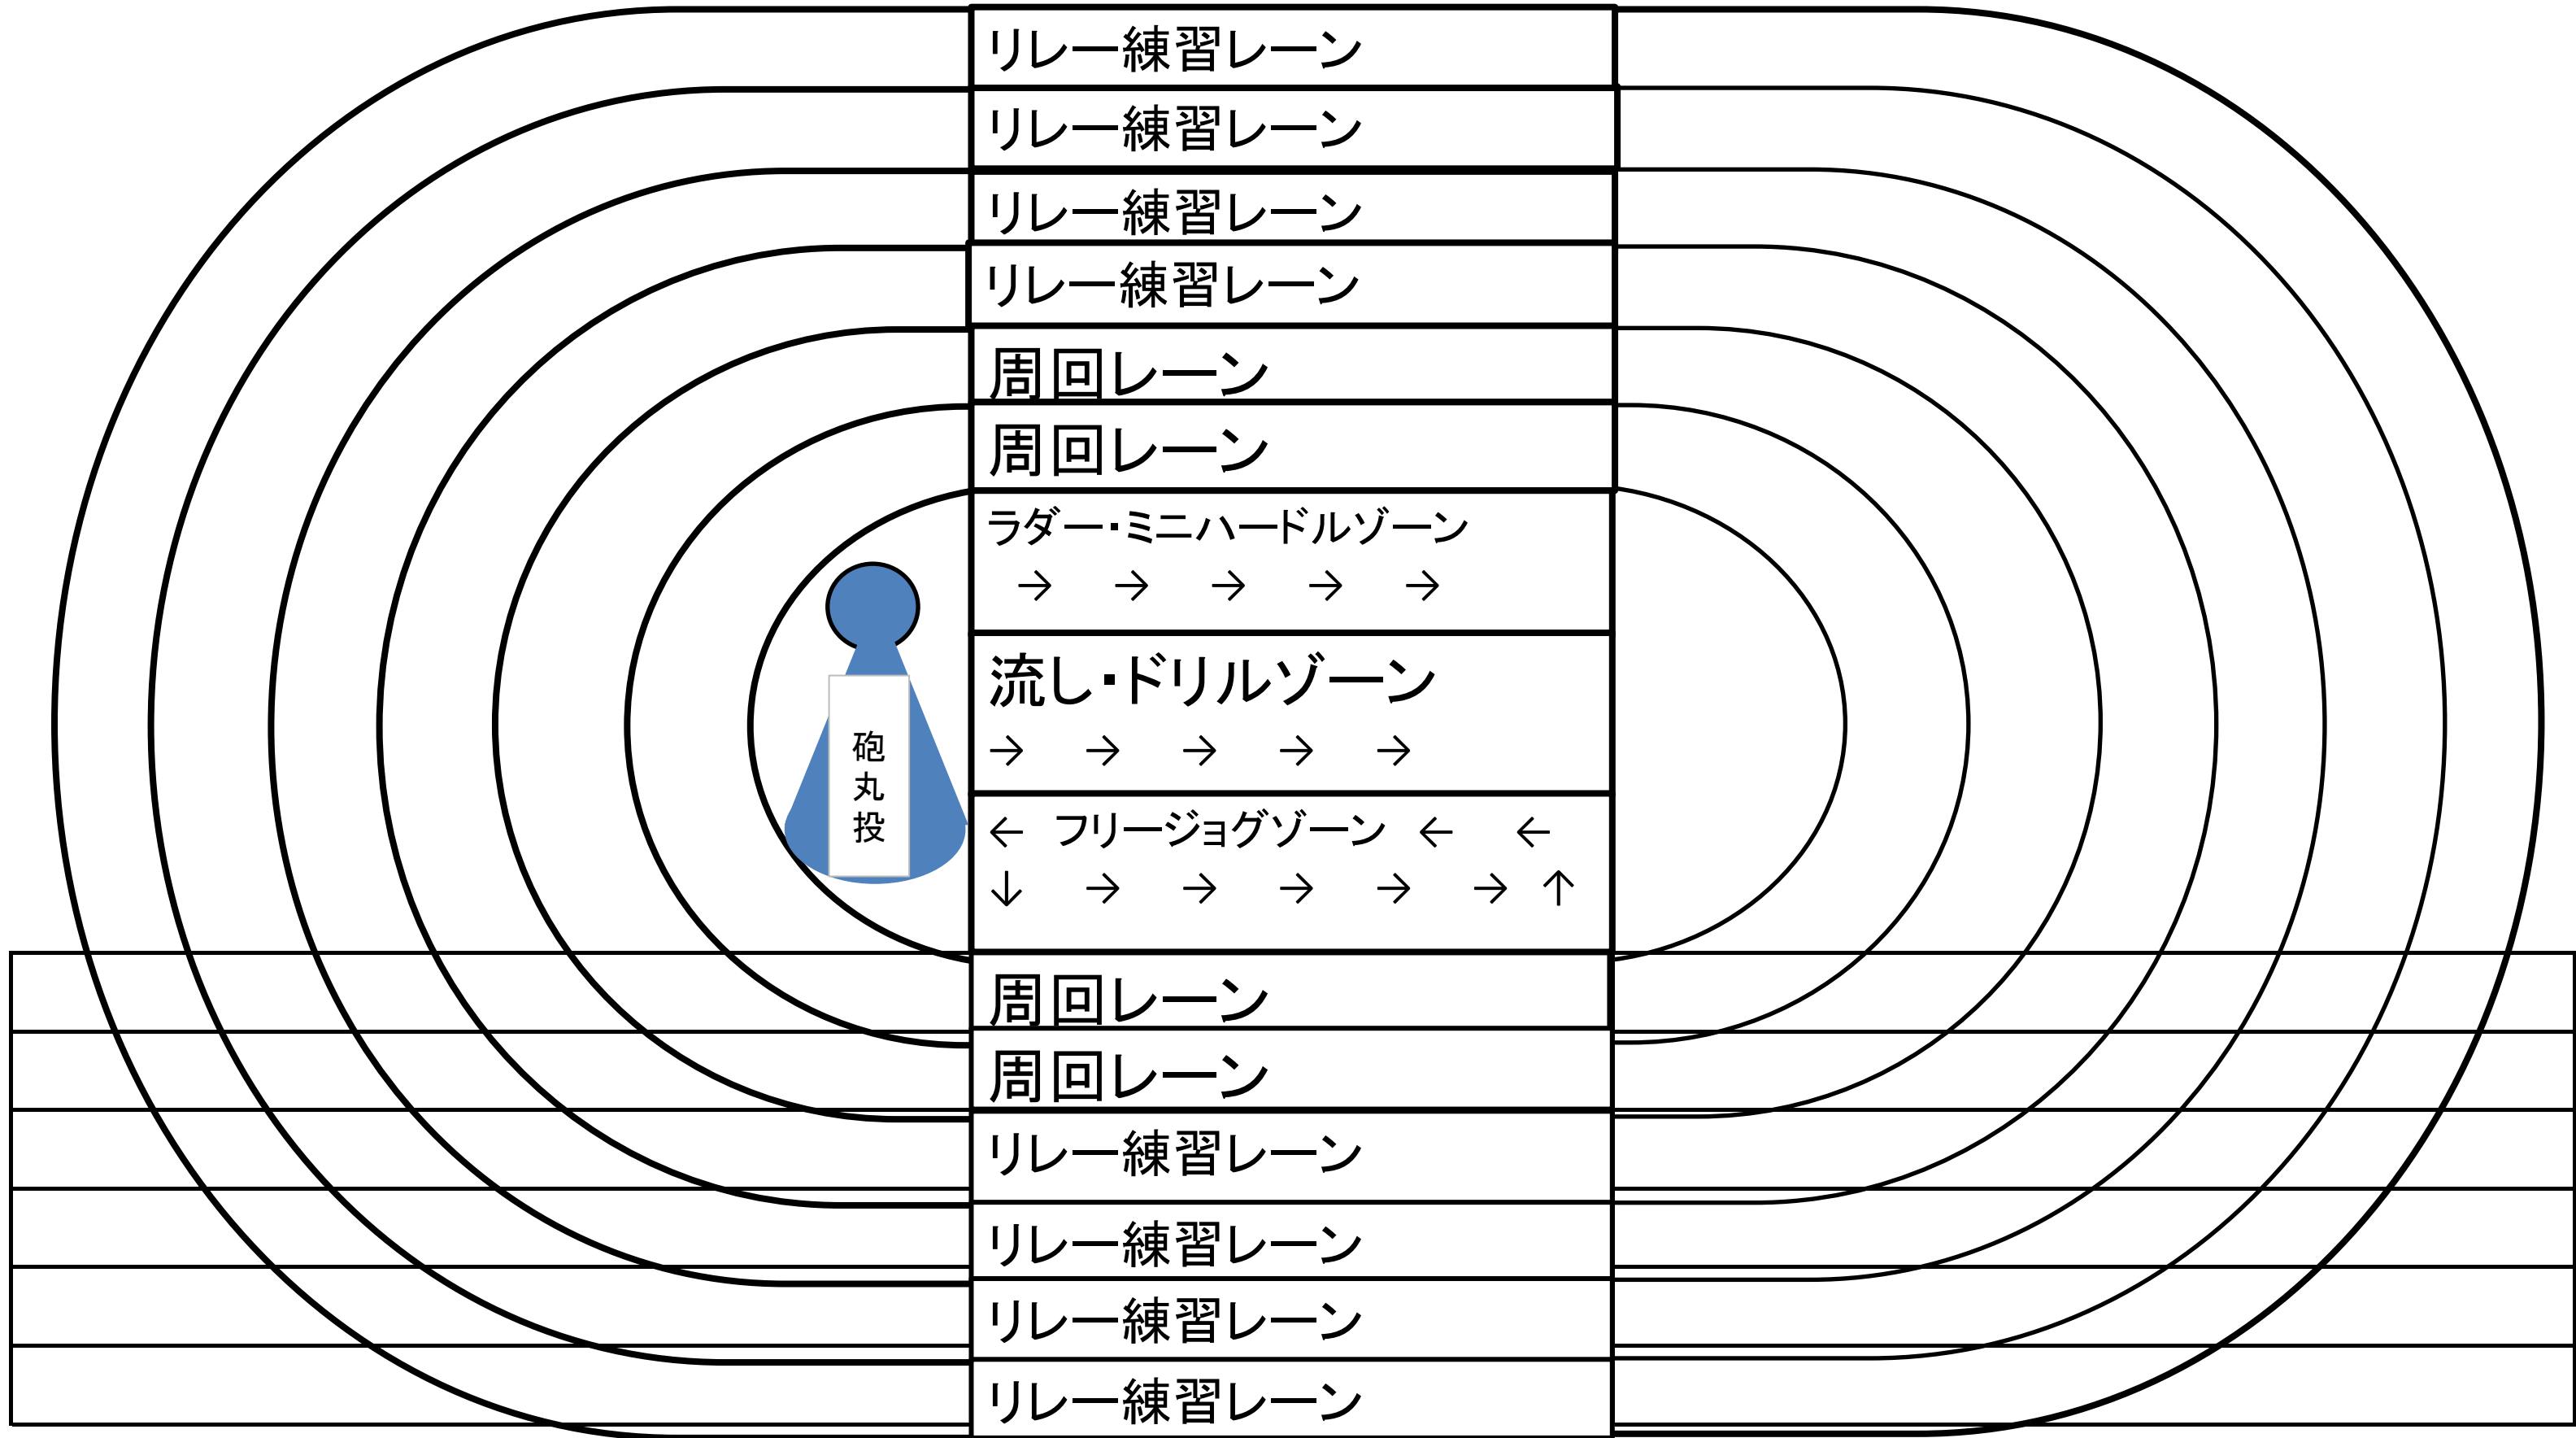 リレー練習レーン
リレー練習レーン
リレー練習レーン
リレー練習レーン
周回レーン
周回レーン
ラダー・ミニハードルゾーン
→ → → → →
流し・ドリルゾーン
→ → → → →
砲丸投
← フリージョグゾーン ← ←
↓ → → → → → ↑
周回レーン
周回レーン
リレー練習レーン
リレー練習レーン
リレー練習レーン
リレー練習レーン